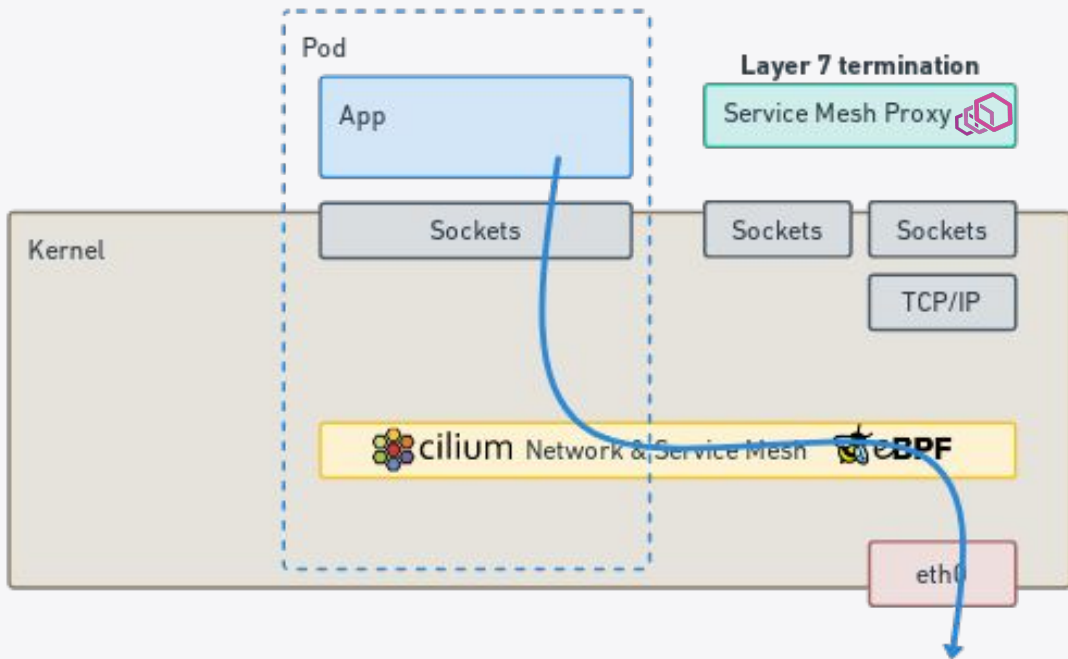 Pod
Layer 7 termination
App
Service Mesh Proxy
Sockets
Sockets
Sockets
Kernel
TCP/IP
cilium Network & Service Mesh eBPF
eth0